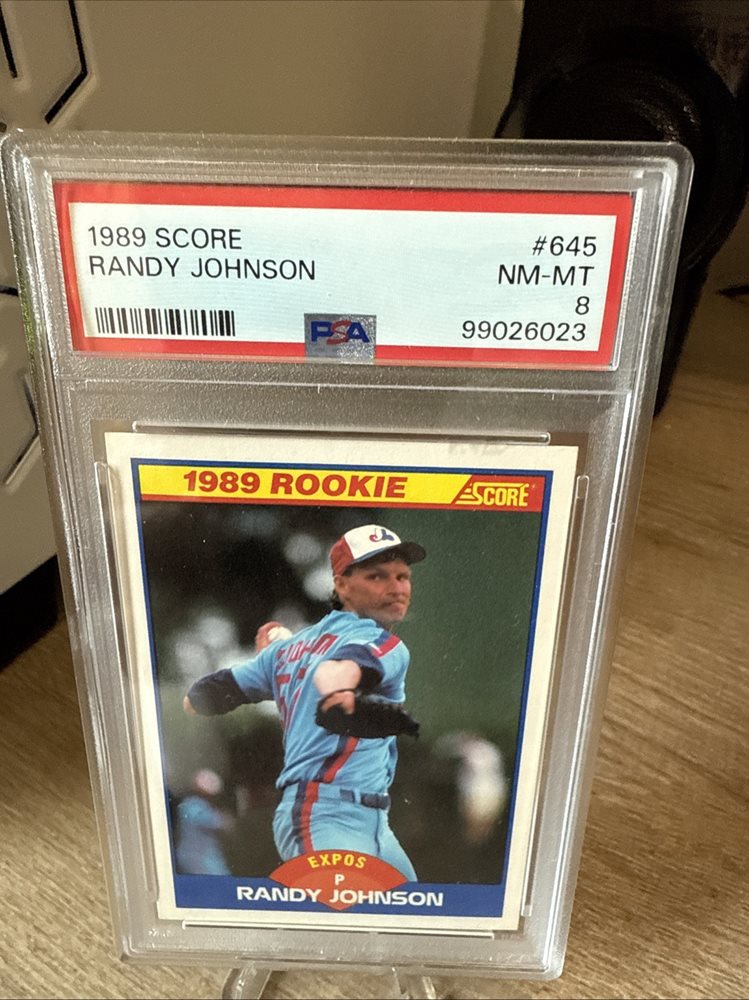 1989 SCORE
#645
RANDY JOHNSON
NM-MT
8
PSA
99026023
1989 ROOKIE
SCORE
EXPOS
P
RANDY JOHNSON